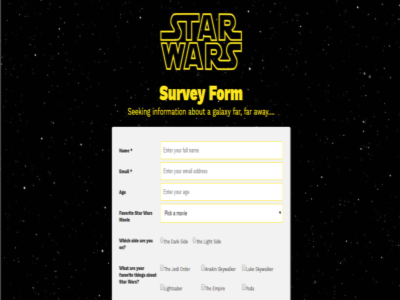 STAR
WARS
Survey Form
Seeking information about a galaxy far, far away....
Name * Enter your full name
Email * Enter your email address
Age Enter your age
Favorite Star Wars Movie Pick a movie
Which side are you on? the Dark Side the Light Side
What are your favorite things about Star Wars? The Jedi Order Anakin Skywalker Luke Skywalker
Lightsaber The Empire Yoda